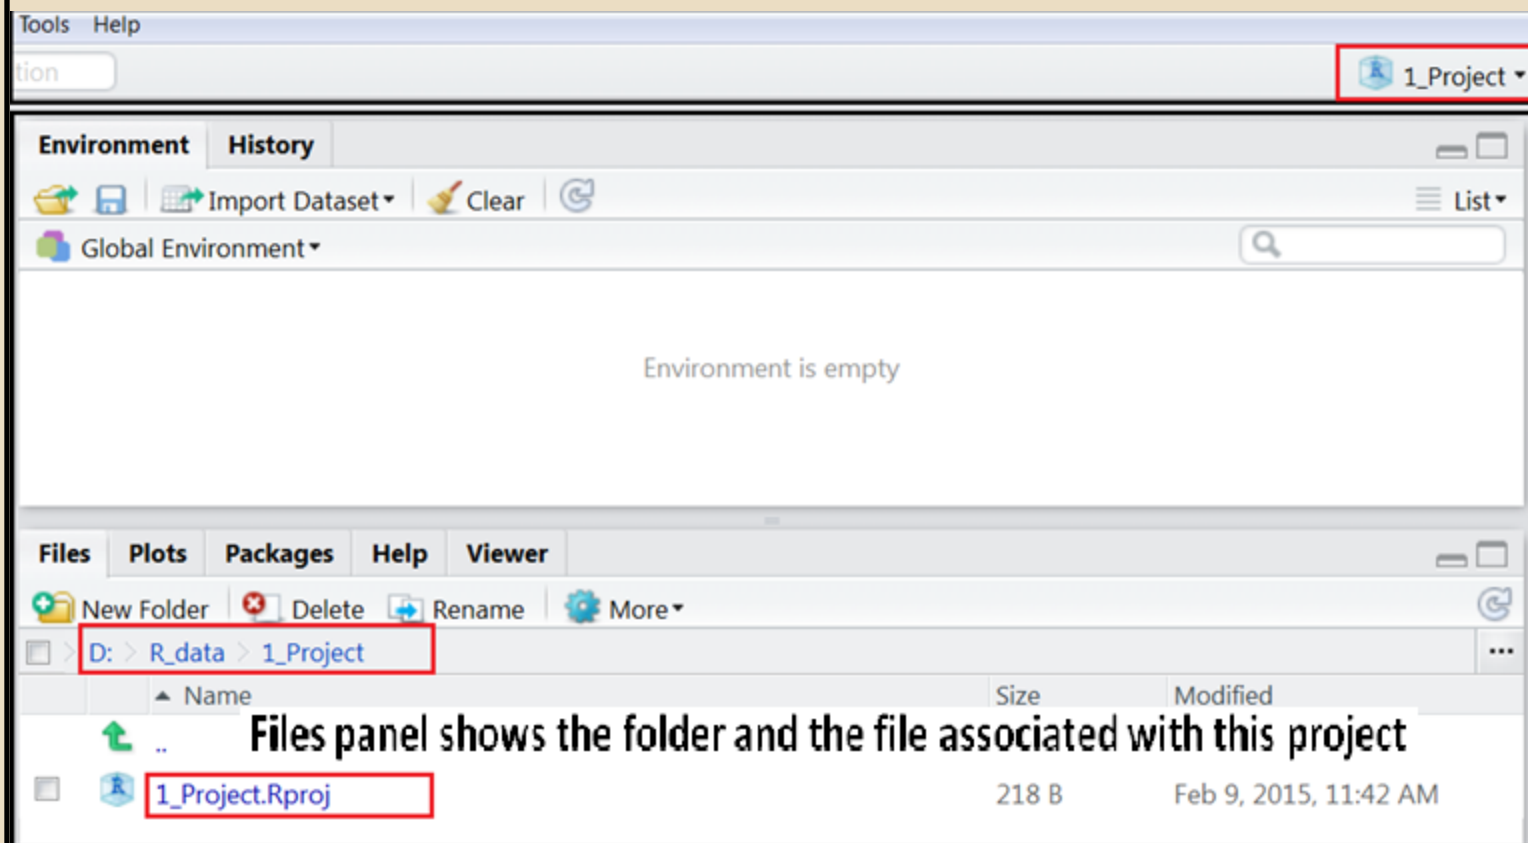 Tools Help
tion 1_Project
Environment History
Import Dataset Clear List
Global Environment
Environment is empty
Files Plots Packages Help Viewer
New Folder Delete Rename More
D: R_data 1_Project ...
Name Size Modified
..
Files panel shows the folder and the file associated with this project
1_Project.Rproj 218 B Feb 9, 2015, 11:42 AM